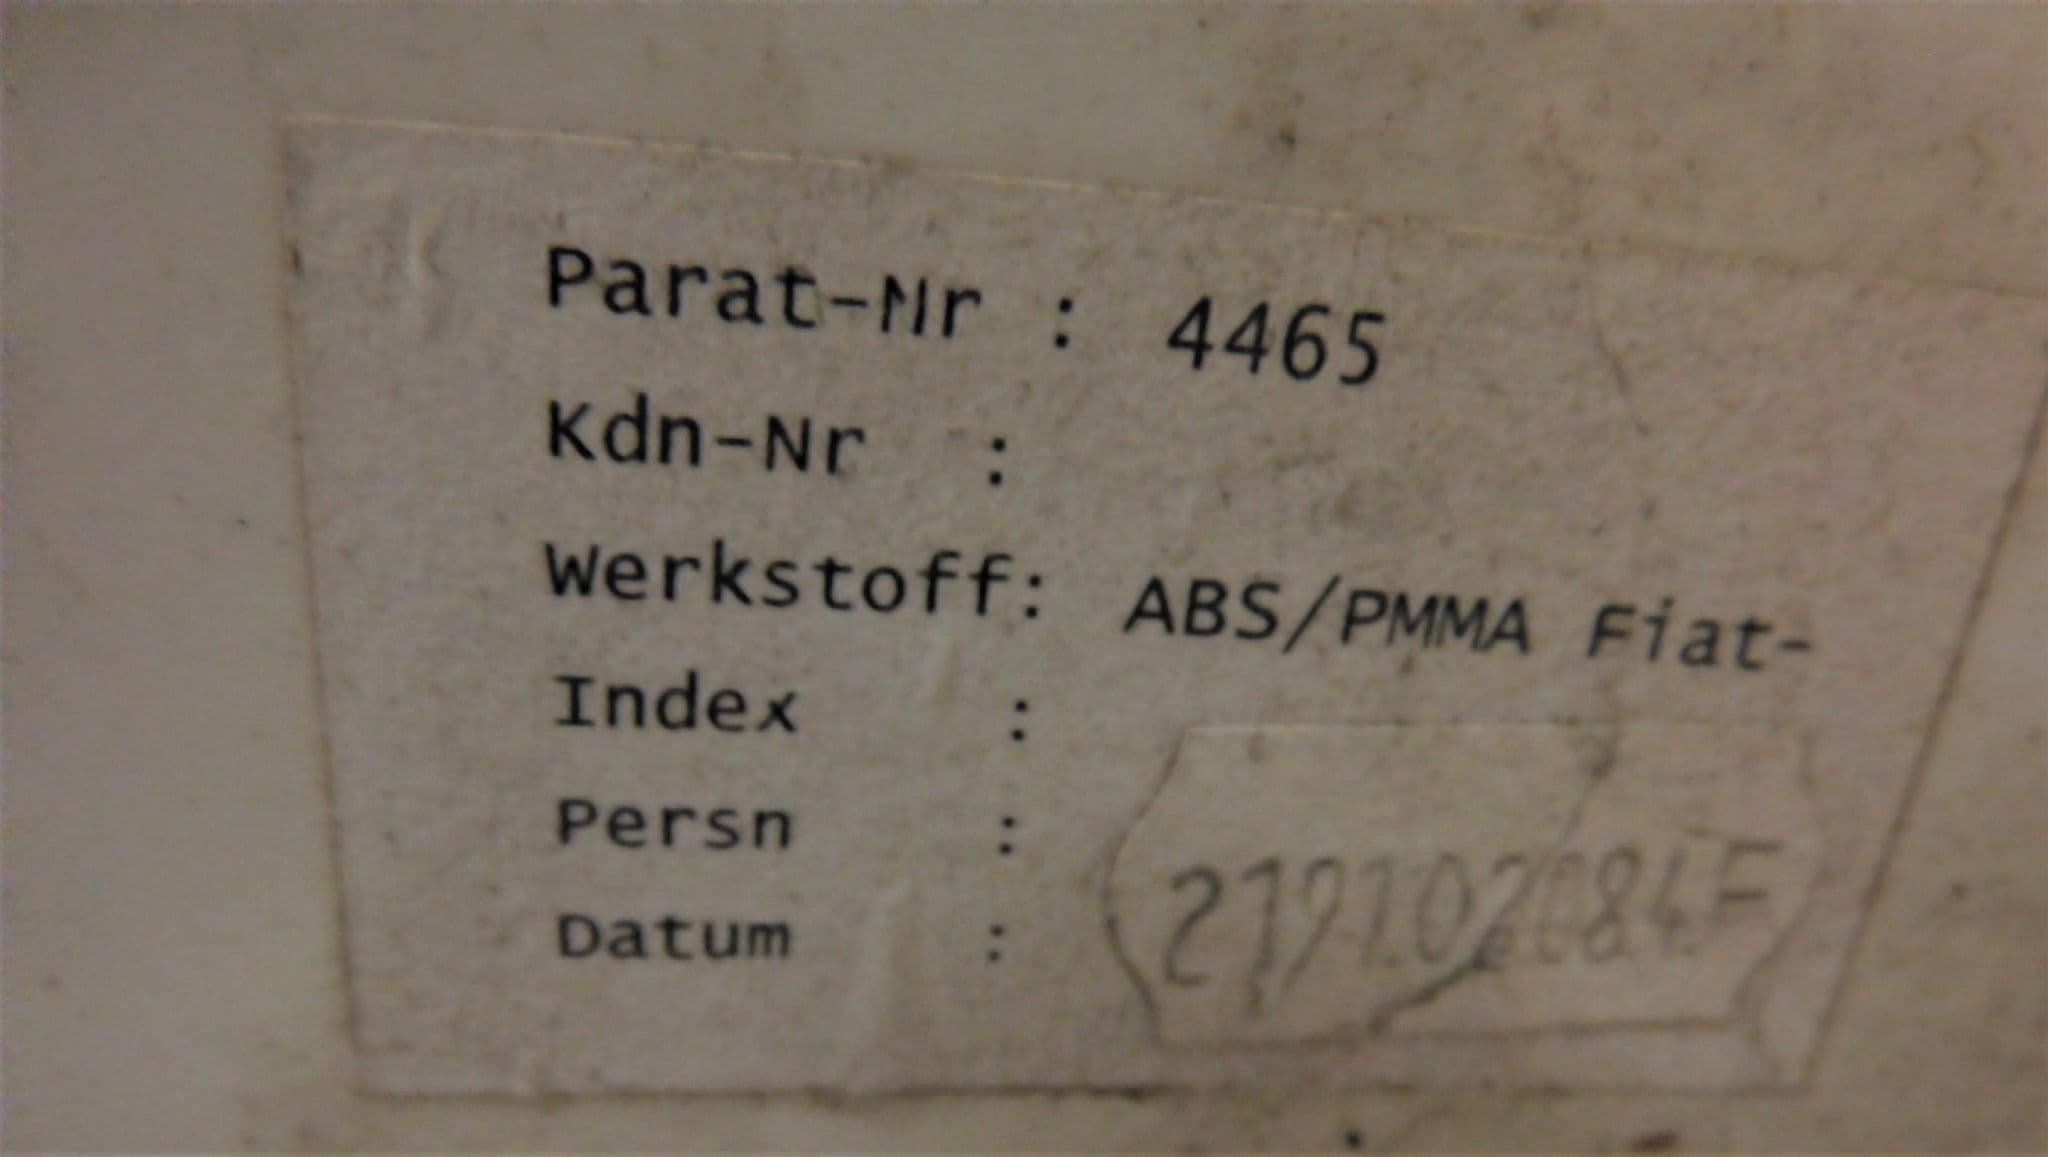 Parat-Nr : 4465
Kdn-Nr :
Werkstoff: ABS/PMMA Fiat-
Index :
Persn :
Datum :